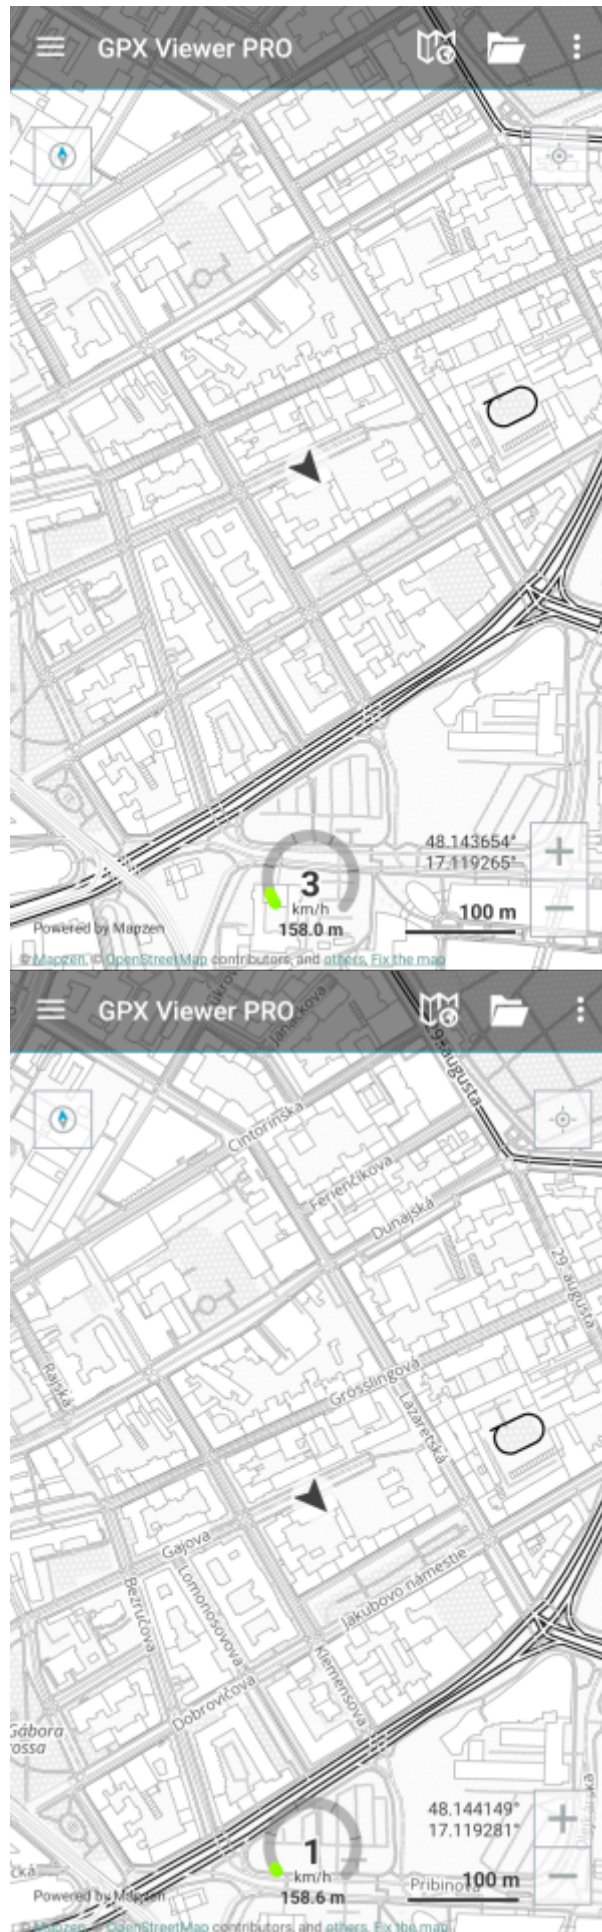 GPX Viewer PRO
48.143654°
17.119265°
3
km/h
158.0 m
100 m
Powered by Mapzen
© Mapzen, © OpenStreetMap contributors, and others, Fix the map
GPX Viewer PRO
Janáčkova
29. augusta
Cintorínska
Ferienčíkova
Dunajská
29. augusta
Rajská
Grösslingová
Lazaretská
Gajova
Lomonosovova
Bezručova
Jakubovo námestie
Klemensova
Dobrovičova
Gábora
48.144149°
17.119281°
1
km/h
158.6 m
Pribinova
100 m
Powered by Mapzen
© Mapzen, © OpenStreetMap contributors, and others, Fix the map